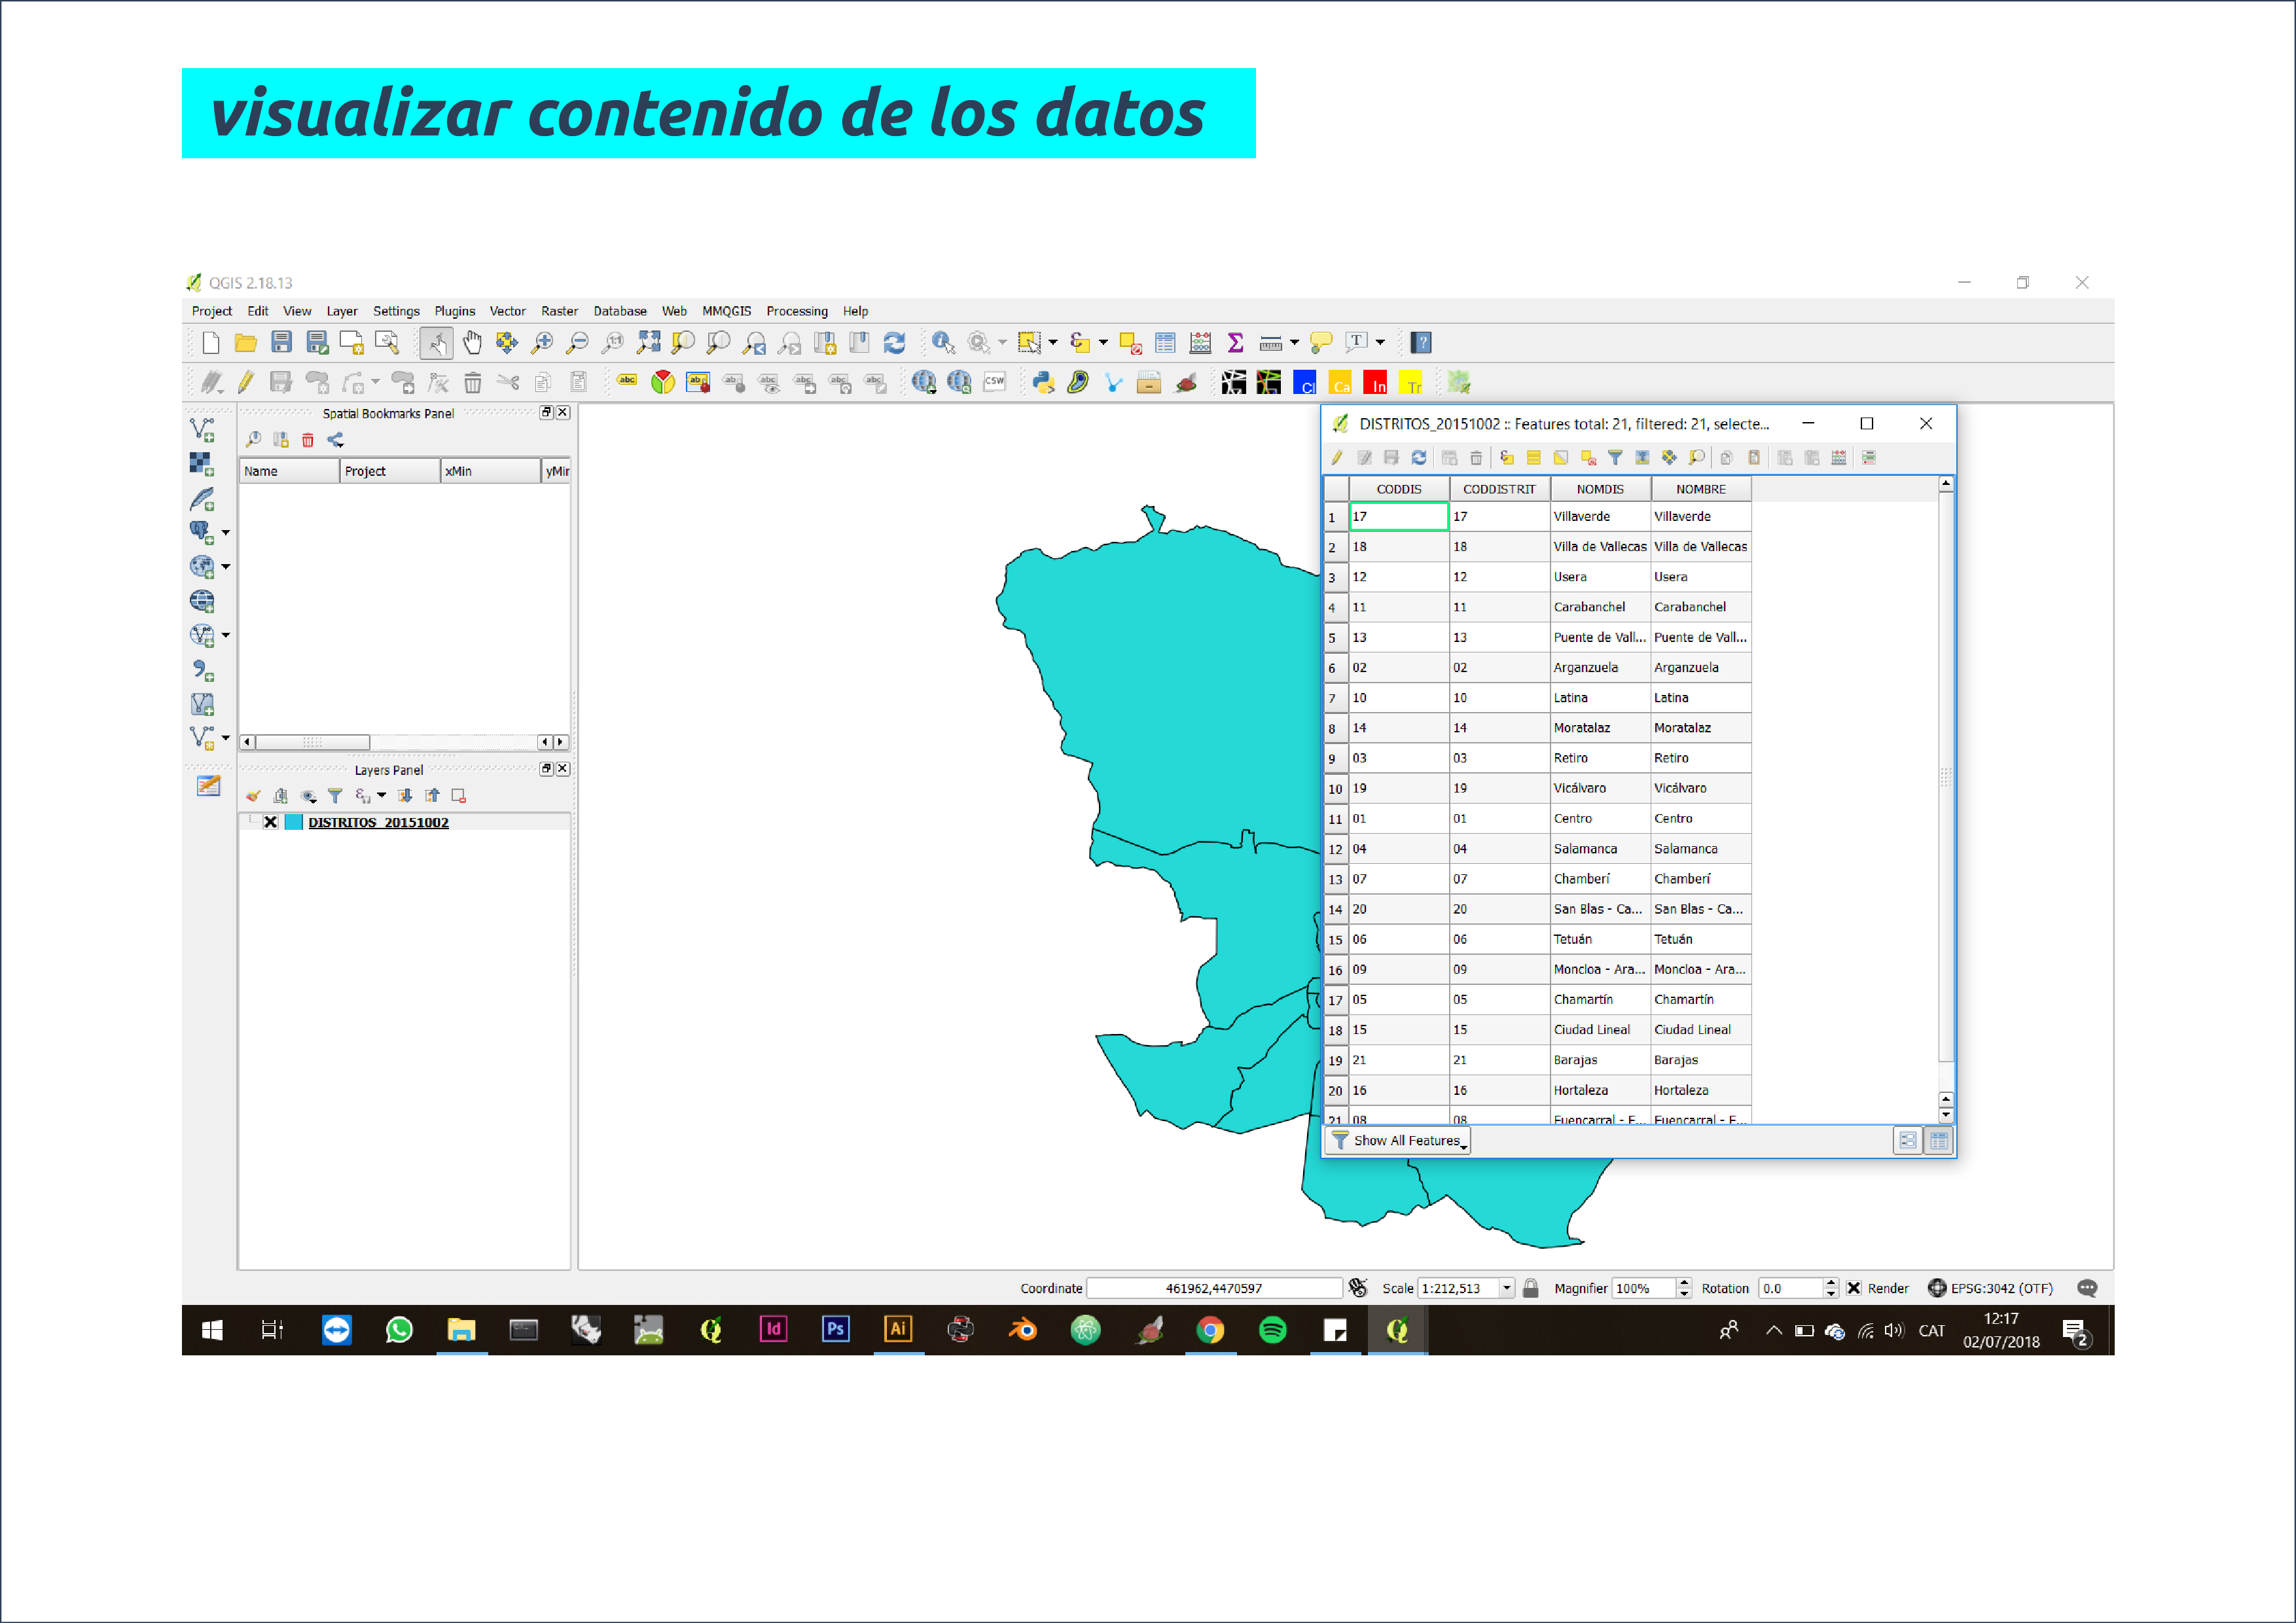 visualizar contenido de los datos
QGIS 2.18.13
Project Edit View Layer Settings Plugins Vector Raster Database Web MMQGIS Processing Help
CSW Cl Ca In Tr
Spatial Bookmarks Panel
Name Project xMin yMir
Layers Panel
DISTRITOS_20151002
DISTRITOS_20151002 :: Features total: 21, filtered: 21, selecte...
CODDIS CODDISTRIT NOMDIS NOMBRE
1 17 17 Villaverde Villaverde
2 18 18 Villa de Vallecas Villa de Vallecas
3 12 12 Usera Usera
4 11 11 Carabanchel Carabanchel
5 13 13 Puente de Vall... Puente de Vall...
6 02 02 Arganzuela Arganzuela
7 10 10 Latina Latina
8 14 14 Moratalaz Moratalaz
9 03 03 Retiro Retiro
10 19 19 Vicálvaro Vicálvaro
11 01 01 Centro Centro
12 04 04 Salamanca Salamanca
13 07 07 Chamberí Chamberí
14 20 20 San Blas - Ca... San Blas - Ca...
15 06 06 Tetuán Tetuán
16 09 09 Moncloa - Ara... Moncloa - Ara...
17 05 05 Chamartín Chamartín
18 15 15 Ciudad Lineal Ciudad Lineal
19 21 21 Barajas Barajas
20 16 16 Hortaleza Hortaleza
21 08 08 Fuencarral - E... Fuencarral - E...
Show All Features
Coordinate 461962,4470597 Scale 1:212,513 Magnifier 100% Rotation 0.0 Render EPSG:3042 (OTF)
Id Ps Ai CAT 12:17
02/07/2018 2